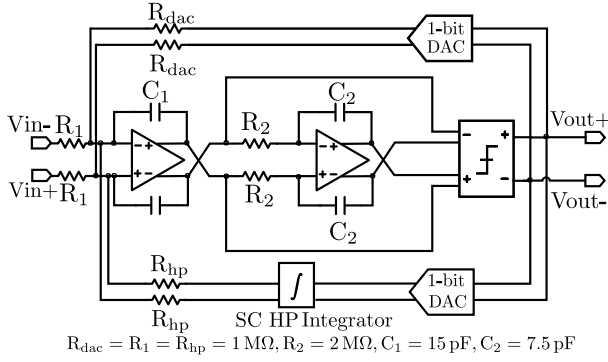 Rdac
Rdac
1-bit
DAC
C1
C2
Vin-
R1
R2
Vout+
- +
- +
- +
Vin+
R1
+ -
R2
+ -
+ -
Vout-
C2
Rhp
Rhp
∫
SC HP Integrator
1-bit
DAC
Rdac = R1 = Rhp = 1 MΩ, R2 = 2 MΩ, C1 = 15 pF, C2 = 7.5 pF